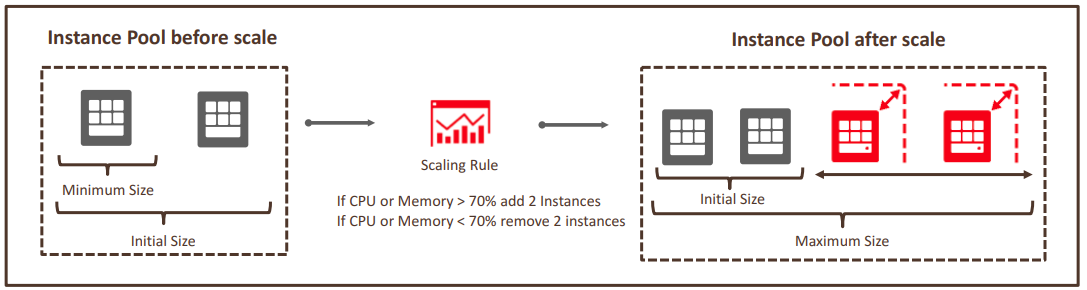 Instance Pool before scale
Minimum Size
Initial Size
Scaling Rule
If CPU or Memory > 70% add 2 Instances
If CPU or Memory < 70% remove 2 instances
Instance Pool after scale
Initial Size
Maximum Size